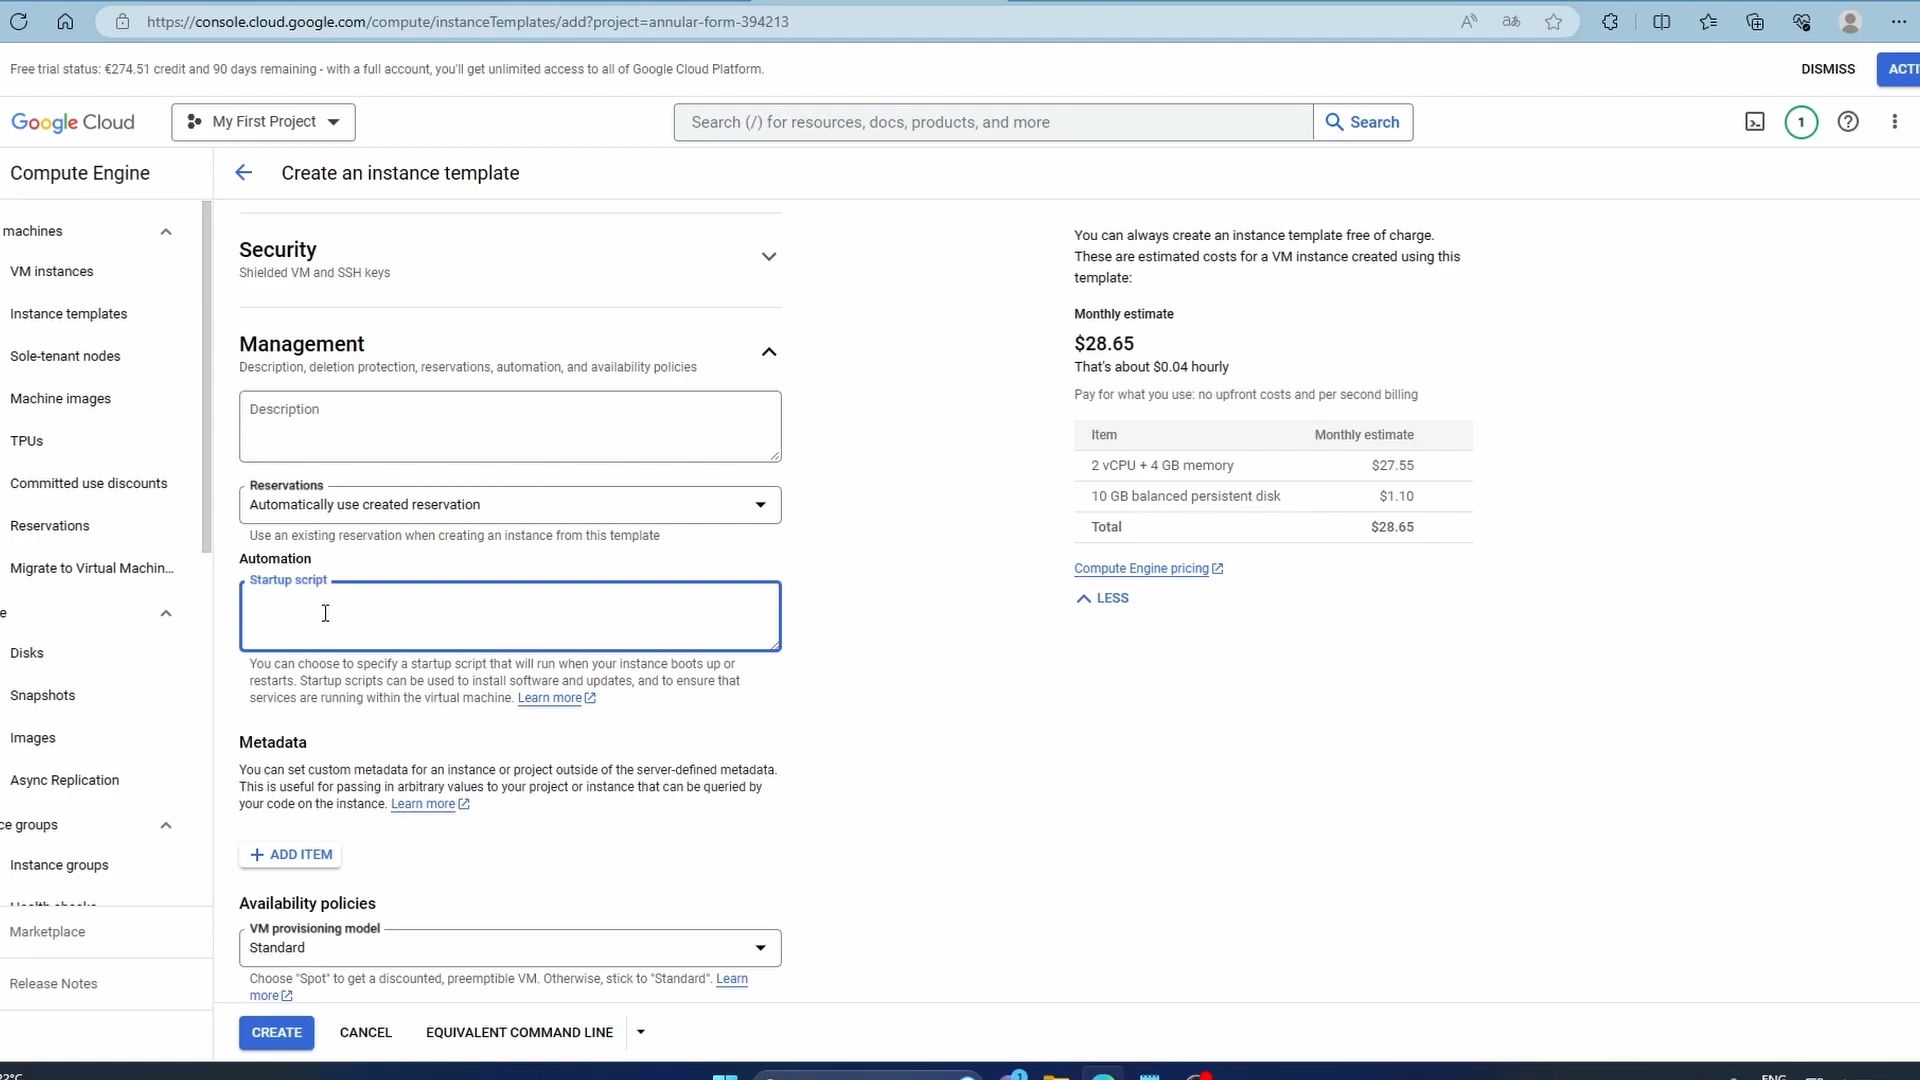 https://console.cloud.google.com/compute/instanceTemplates/add?project=annular-form-394213
Free trial status: €274.51 credit and 90 days remaining - with a full account, you'll get unlimited access to all of Google Cloud Platform.
DISMISS
ACTI
Google Cloud
My First Project
Search (/) for resources, docs, products, and more
Search
1
Compute Engine
Create an instance template
machines
VM instances
Instance templates
Sole-tenant nodes
Machine images
TPUs
Committed use discounts
Reservations
Migrate to Virtual Machin...
e
Disks
Snapshots
Images
Async Replication
ce groups
Instance groups
Health checks
Marketplace
Release Notes
Security
Shielded VM and SSH keys
Management
Description, deletion protection, reservations, automation, and availability policies
Description
Reservations
Automatically use created reservation
Use an existing reservation when creating an instance from this template
Automation
Startup script
You can choose to specify a startup script that will run when your instance boots up or
restarts. Startup scripts can be used to install software and updates, and to ensure that
services are running within the virtual machine. Learn more
Metadata
You can set custom metadata for an instance or project outside of the server-defined metadata.
This is useful for passing in arbitrary values to your project or instance that can be queried by
your code on the instance. Learn more
ADD ITEM
Availability policies
VM provisioning model
Standard
Choose "Spot" to get a discounted, preemptible VM. Otherwise, stick to "Standard". Learn
more
CREATE
CANCEL
EQUIVALENT COMMAND LINE
You can always create an instance template free of charge.
These are estimated costs for a VM instance created using this
template:
Monthly estimate
$28.65
That's about $0.04 hourly
Pay for what you use: no upfront costs and per second billing
Item Monthly estimate
2 vCPU + 4 GB memory $27.55
10 GB balanced persistent disk $1.10
Total $28.65
Compute Engine pricing
LESS
1
ENG